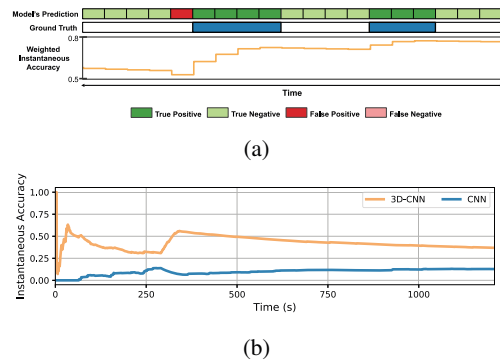 Model's Prediction
Ground Truth
Weighted
Instantaneous
Accuracy
0.8
0.5
Time
True Positive
True Negative
False Positive
False Negative
(a)
Instantaneous Accuracy
1.00
0.75
0.50
0.25
0.00
3D-CNN
CNN
0
250
500
750
1000
Time (s)
(b)